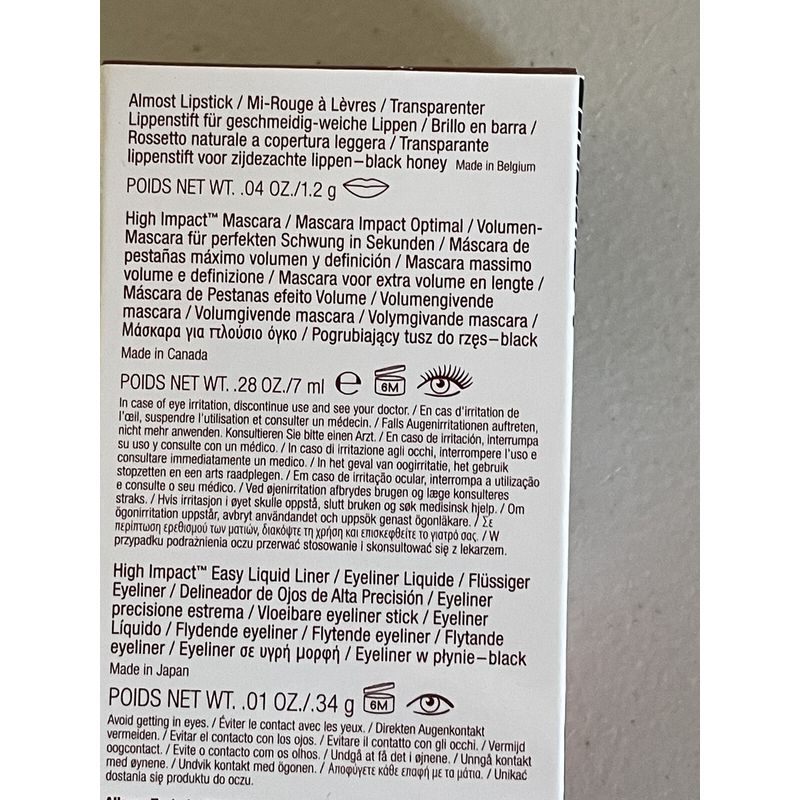 Almost Lipstick / Mi-Rouge à Lèvres / Transparenter
Lippenstift für geschmeidig-weiche Lippen / Brillo en barra /
Rossetto naturale a copertura leggera / Transparante
lippenstift voor zijdezachte lippen–black honey Made in Belgium
POIDS NET WT. .04 OZ./1.2 g
High Impact™ Mascara / Mascara Impact Optimal / Volumen-
Mascara für perfekten Schwung in Sekunden / Máscara de
pestañas máximo volumen y definición / Mascara massimo
volume e definizione / Mascara voor extra volume en lengte /
Máscara de Pestanas efeito Volume / Volumengivende
mascara / Volumgivende mascara / Volymgivande mascara /
Μάσκαρα για πλούσιο όγκο / Pogrubiający tusz do rzęs–black
Made in Canada
POIDS NET WT. .28 OZ./7 ml ℮ 6M
In case of eye irritation, discontinue use and see your doctor. / En cas d'irritation de
l'œil, suspendre l'utilisation et consulter un médecin. / Falls Augenirritationen auftreten,
nicht mehr anwenden. Konsultieren Sie bitte einen Arzt. / En caso de irritación, interrumpa
su uso y consulte con un médico. / In caso di irritazione agli occhi, interrompere l'uso e
consultare immediatamente un medico. / In het geval van oogirritatie, het gebruik
stopzetten en een arts raadplegen. / Em caso de irritação ocular, interrompa a utilização
e consulte o seu médico. / Ved øjenirritation afbrydes brugen og læge konsulteres
straks. / Hvis irritasjon i øyet skulle oppstå, slutt bruken og søk medisinsk hjelp. / Om
ögonirritation uppstår, avbryt användandet och uppsök genast ögonläkare. / Σε
περίπτωση ερεθισμού των ματιών, διακόψτε τη χρήση και επισκεφθείτε το γιατρό σας. / W
przypadku podrażnienia oczu przerwać stosowanie i skonsultować się z lekarzem.
High Impact™ Easy Liquid Liner / Eyeliner Liquide / Flüssiger
Eyeliner / Delineador de Ojos de Alta Precisión / Eyeliner
precisione estrema / Vloeibare eyeliner stick / Eyeliner
Líquido / Flydende eyeliner / Flytende eyeliner / Flytande
eyeliner / Eyeliner σε υγρή μορφή / Eyeliner w płynie–black
Made in Japan
POIDS NET WT. .01 OZ./.34 g 6M
Avoid getting in eyes. / Éviter le contact avec les yeux. / Direkten Augenkontakt
vermeiden. / Evitar el contacto con los ojos. / Evitare il contatto con gli occhi. / Vermijd
oogcontact. / Evite o contacto com os olhos. / Undgå at få det i øjnene. / Unngå kontakt
med øynene. / Undvik kontakt med ögonen. / Αποφύγετε κάθε επαφή με τα μάτια. / Unikać
dostania się produktu do oczu.